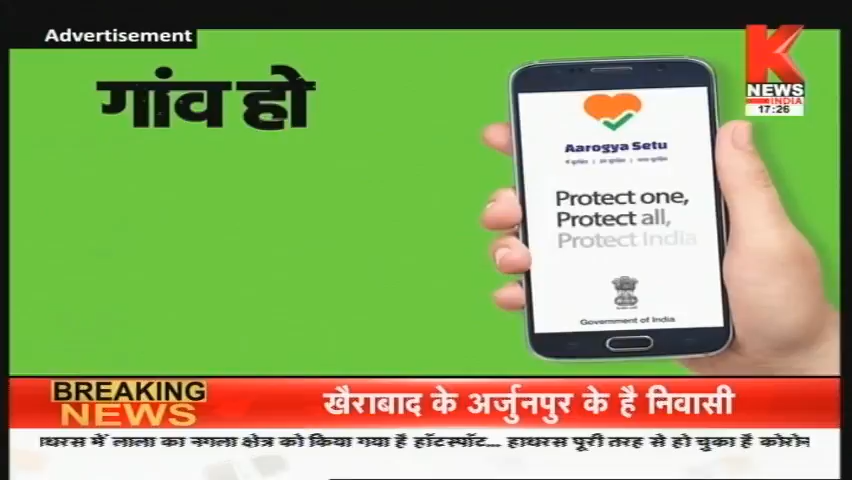 Advertisement
गांव हो
K
NEWS
INDIA
17:26
Aarogya Setu
Protect one,
Protect all,
Protect India
Government of India
BREAKING
NEWS
खैराबाद के अर्जुनपुर के है निवासी
ाथरस में लाला का नगला क्षेत्र को किया गया है हॉटस्पॉट... हाथरस पूरी तरह से हो चुका है कोरोन